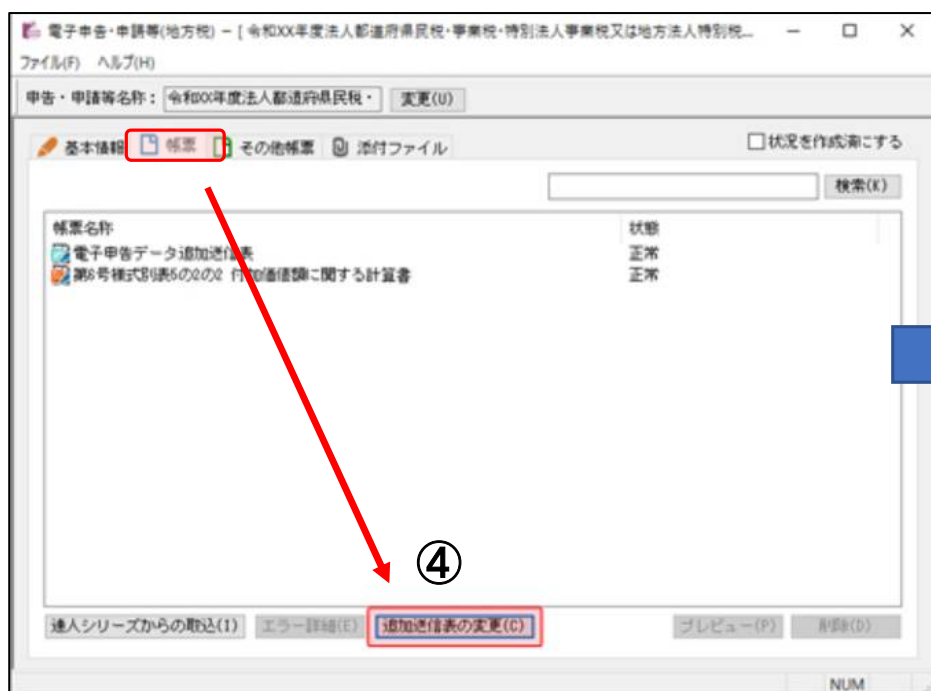 電子申告・申請等(地方税) － [ 令和XX年度法人都道府県民税・事業税・特別法人事業税又は地方法人特別税...
ファイル(F) ヘルプ(H)
申告・申請等名称： 令和XX年度法人都道府県民税・ 変更(U)
基本情報 帳票 その他帳票 添付ファイル 状況を作成済にする
検索(K)
帳票名称 状態
電子申告データ追加送信表 正常
第6号様式別表5の2の2 付加価値額に関する計算書 正常
④
達人シリーズからの取込(I) エラー詳細(E) 追加送信表の変更(C) プレビュー(P) 削除(D)
NUM